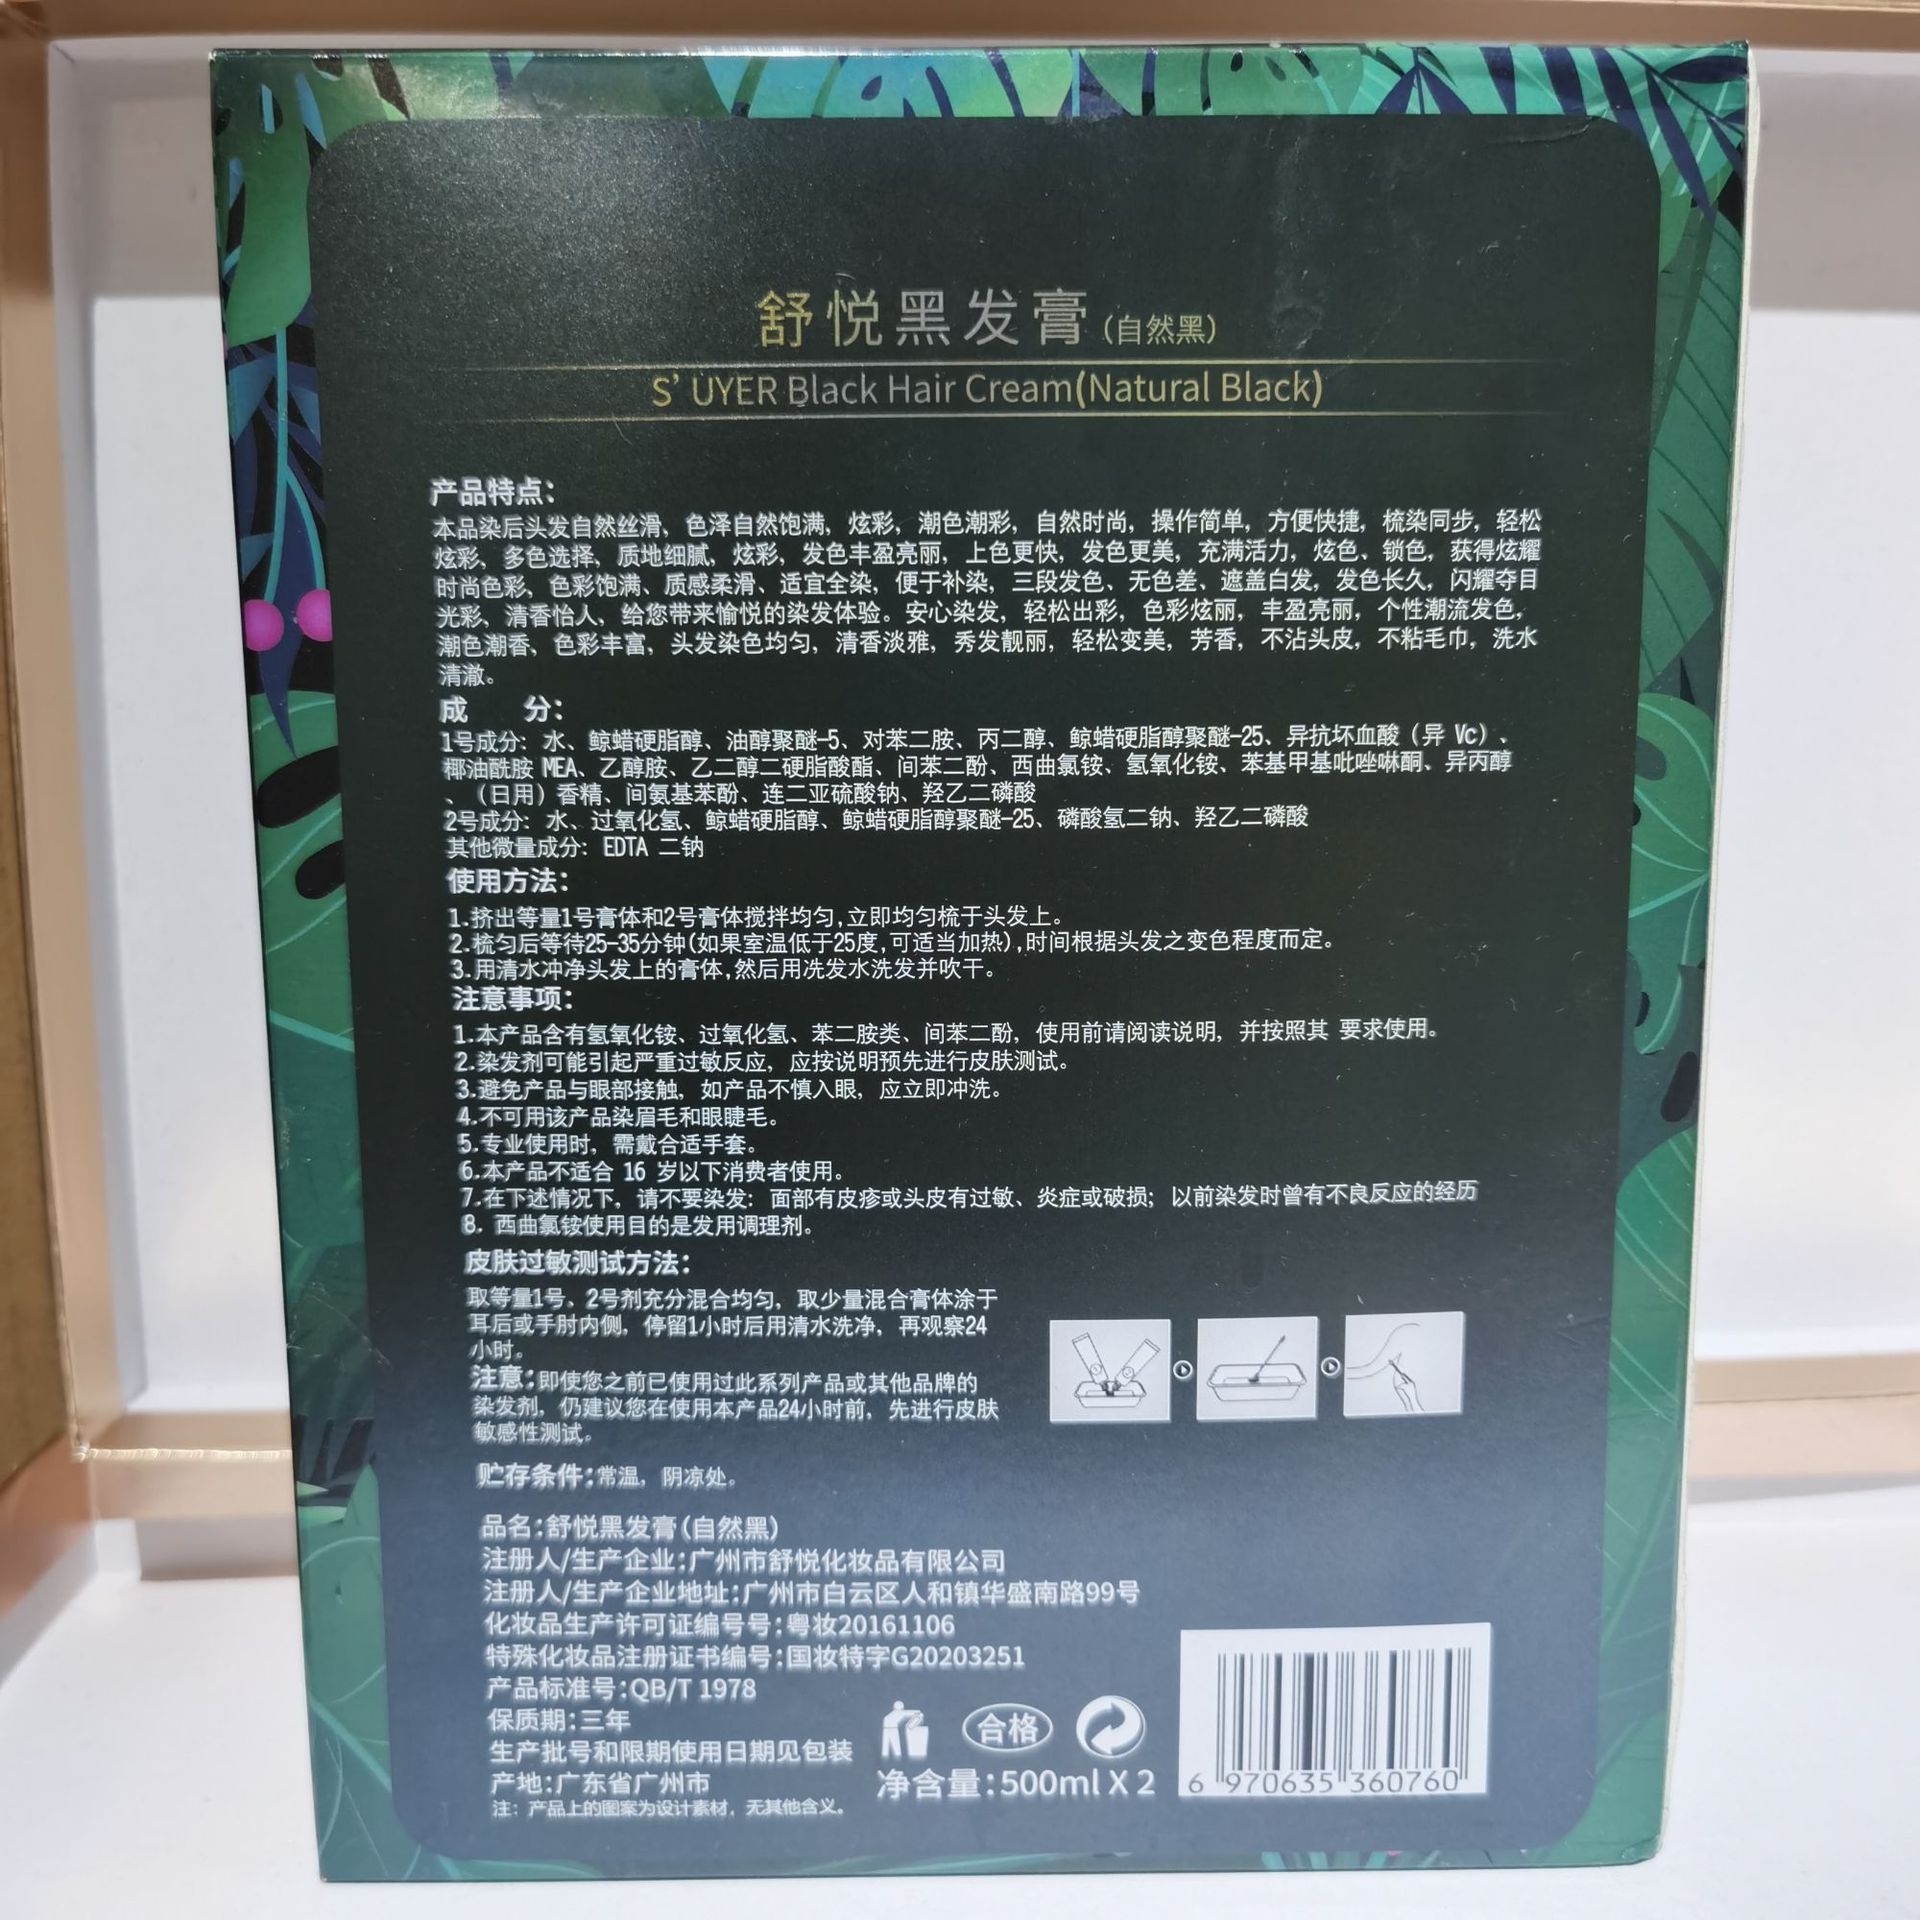 舒悦黑发膏(自然黑)
S’ UYER Black Hair Cream(Natural Black)
产品特点:
本品染后头发自然丝滑，色泽自然饱满，炫彩，潮色潮彩，自然时尚，操作简单，方便快捷，梳染同步，轻松
炫彩、多色选择、质地细腻，炫彩，发色丰盈亮丽，上色更快，发色更美，充满活力，炫色、锁色，获得炫耀
时尚色彩、色彩饱满、质感柔滑、适宜全染，便于补染，三段发色、无色差、遮盖白发，发色长久，闪耀夺目
光彩、清香怡人、给您带来愉悦的染发体验。安心染发，轻松出彩，色彩炫丽，丰盈亮丽，个性潮流发色，
潮色潮香、色彩丰富，头发染色均匀，清香淡雅，秀发靓丽，轻松变美，芳香，不沾头皮，不粘毛巾，洗水
清澈。
成 分:
1号成分: 水、鲸蜡硬脂醇、油醇聚醚-5、对苯二胺、丙二醇、鲸蜡硬脂醇聚醚-25、异抗坏血酸（异 Vc）、
椰油酰胺 MEA、乙醇胺、乙二醇二硬脂酸酯、间苯二酚、西曲氯铵、氢氧化铵、苯基甲基吡唑啉酮、异丙醇
、（日用）香精、间氨基苯酚、连二亚硫酸钠、羟乙二磷酸
2号成分: 水、过氧化氢、鲸蜡硬脂醇、鲸蜡硬脂醇聚醚-25、磷酸氢二钠、羟乙二磷酸
其他微量成分: EDTA 二钠
使用方法:
1.挤出等量1号膏体和2号膏体搅拌均匀,立即均匀梳于头发上。
2.梳匀后等待25-35分钟(如果室温低于25度,可适当加热),时间根据头发之变色程度而定。
3.用清水冲净头发上的膏体,然后用洗发水洗发并吹干。
注意事项:
1.本产品含有氢氧化铵、过氧化氢、苯二胺类、间苯二酚，使用前请阅读说明，并按照其 要求使用。
2.染发剂可能引起严重过敏反应，应按说明预先进行皮肤测试。
3.避免产品与眼部接触，如产品不慎入眼，应立即冲洗。
4.不可用该产品染眉毛和眼睫毛。
5.专业使用时，需戴合适手套。
6.本产品不适合 16 岁以下消费者使用。
7.在下述情况下，请不要染发: 面部有皮疹或头皮有过敏、炎症或破损；以前染发时曾有不良反应的经历
8. 西曲氯铵使用目的是发用调理剂。
皮肤过敏测试方法:
取等量1号、2号剂充分混合均匀，取少量混合膏体涂于
耳后或手肘内侧，停留1小时后用清水洗净，再观察24
小时。
注意:即使您之前已使用过此系列产品或其他品牌的
染发剂，仍建议您在使用本产品24小时前，先进行皮肤
敏感性测试。
贮存条件:常温，阴凉处。
品名:舒悦黑发膏(自然黑)
注册人/生产企业:广州市舒悦化妆品有限公司
注册人/生产企业地址:广州市白云区人和镇华盛南路99号
化妆品生产许可证编号号:粤妆20161106
特殊化妆品注册证书编号:国妆特字G20203251
产品标准号:QB/T 1978
保质期:三年
生产批号和限期使用日期见包装
产地:广东省广州市
注: 产品上的图案为设计素材，无其他含义。
合格
净含量:500ml X 2
6 970635 360760